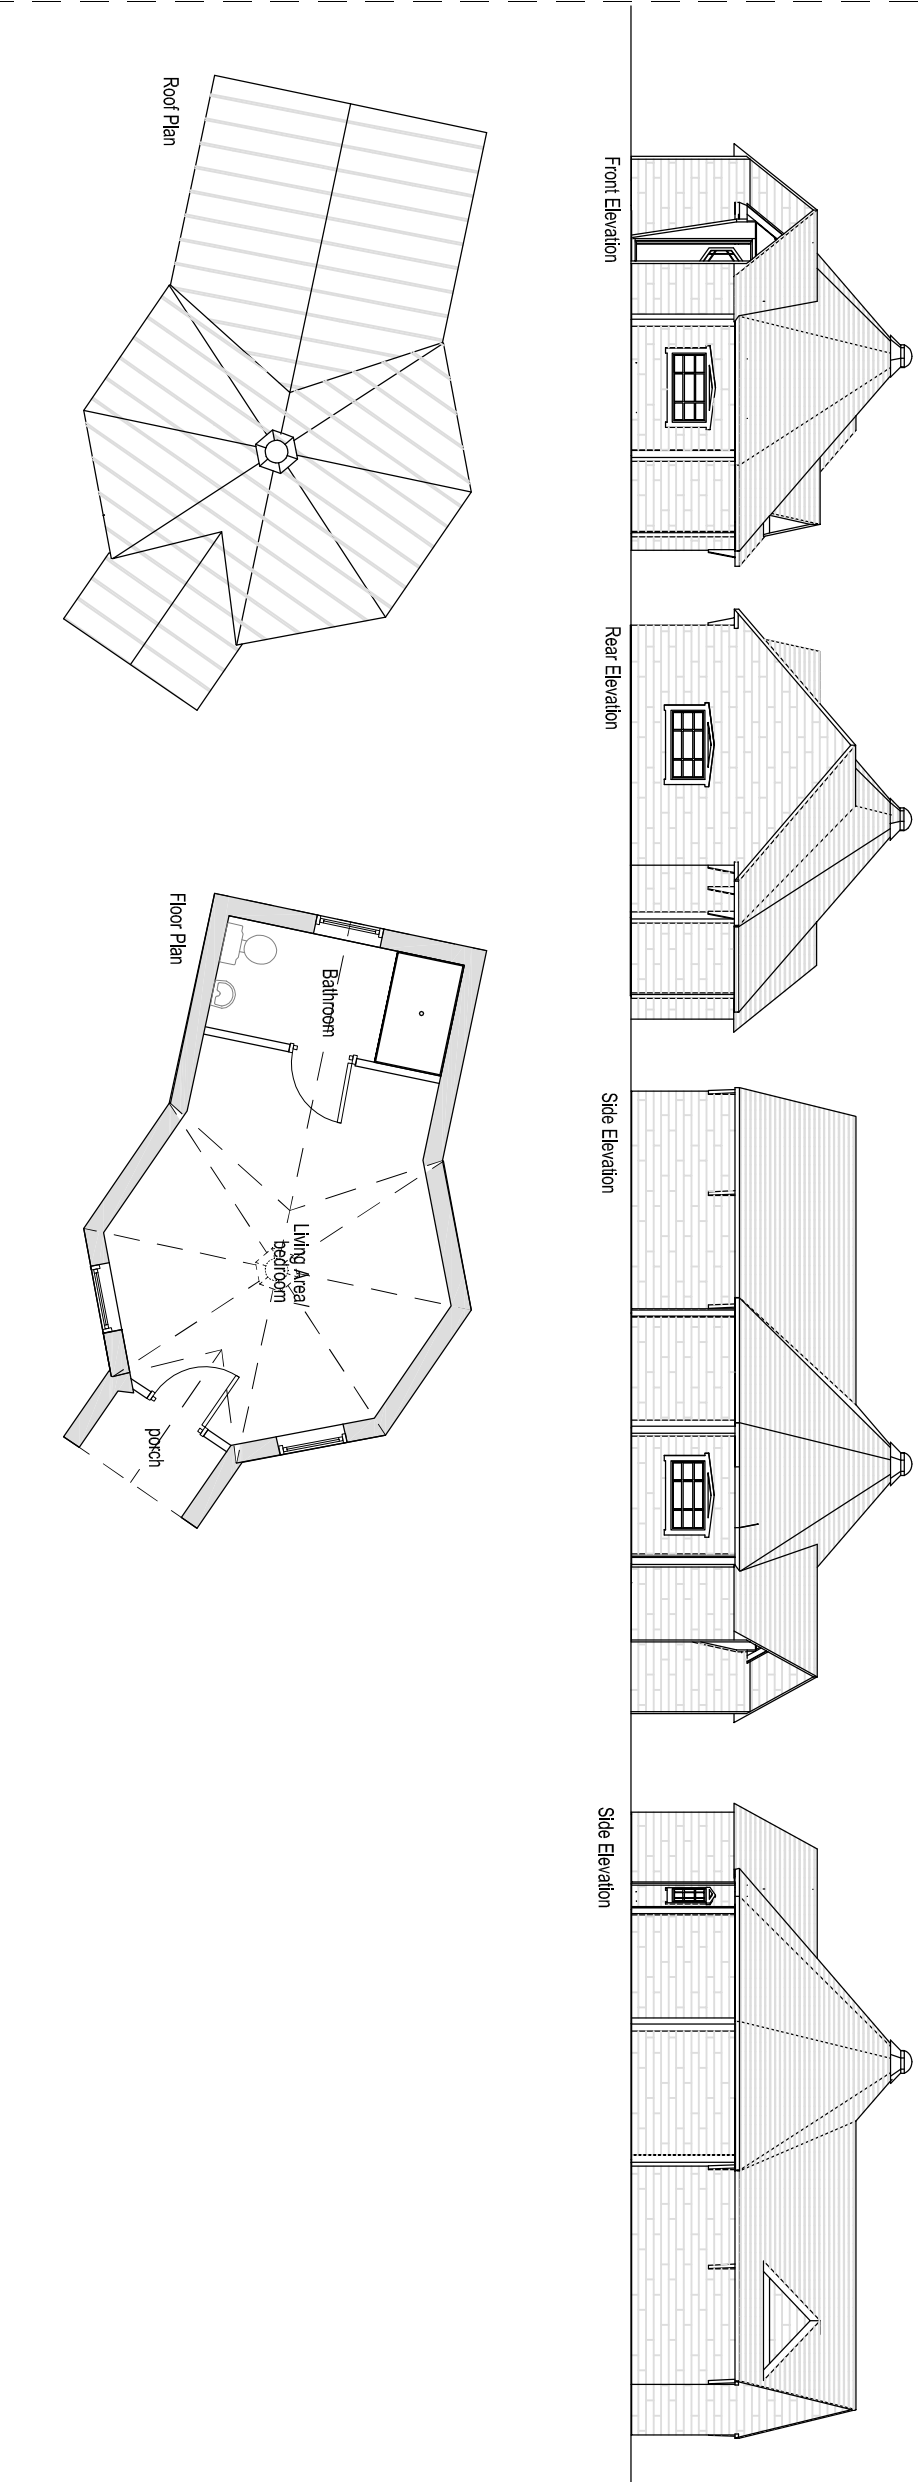 Front Elevation
Rear Elevation
Side Elevation
Side Elevation
Roof Plan
Floor Plan
Bathroom
Living Area
bedroom
porch